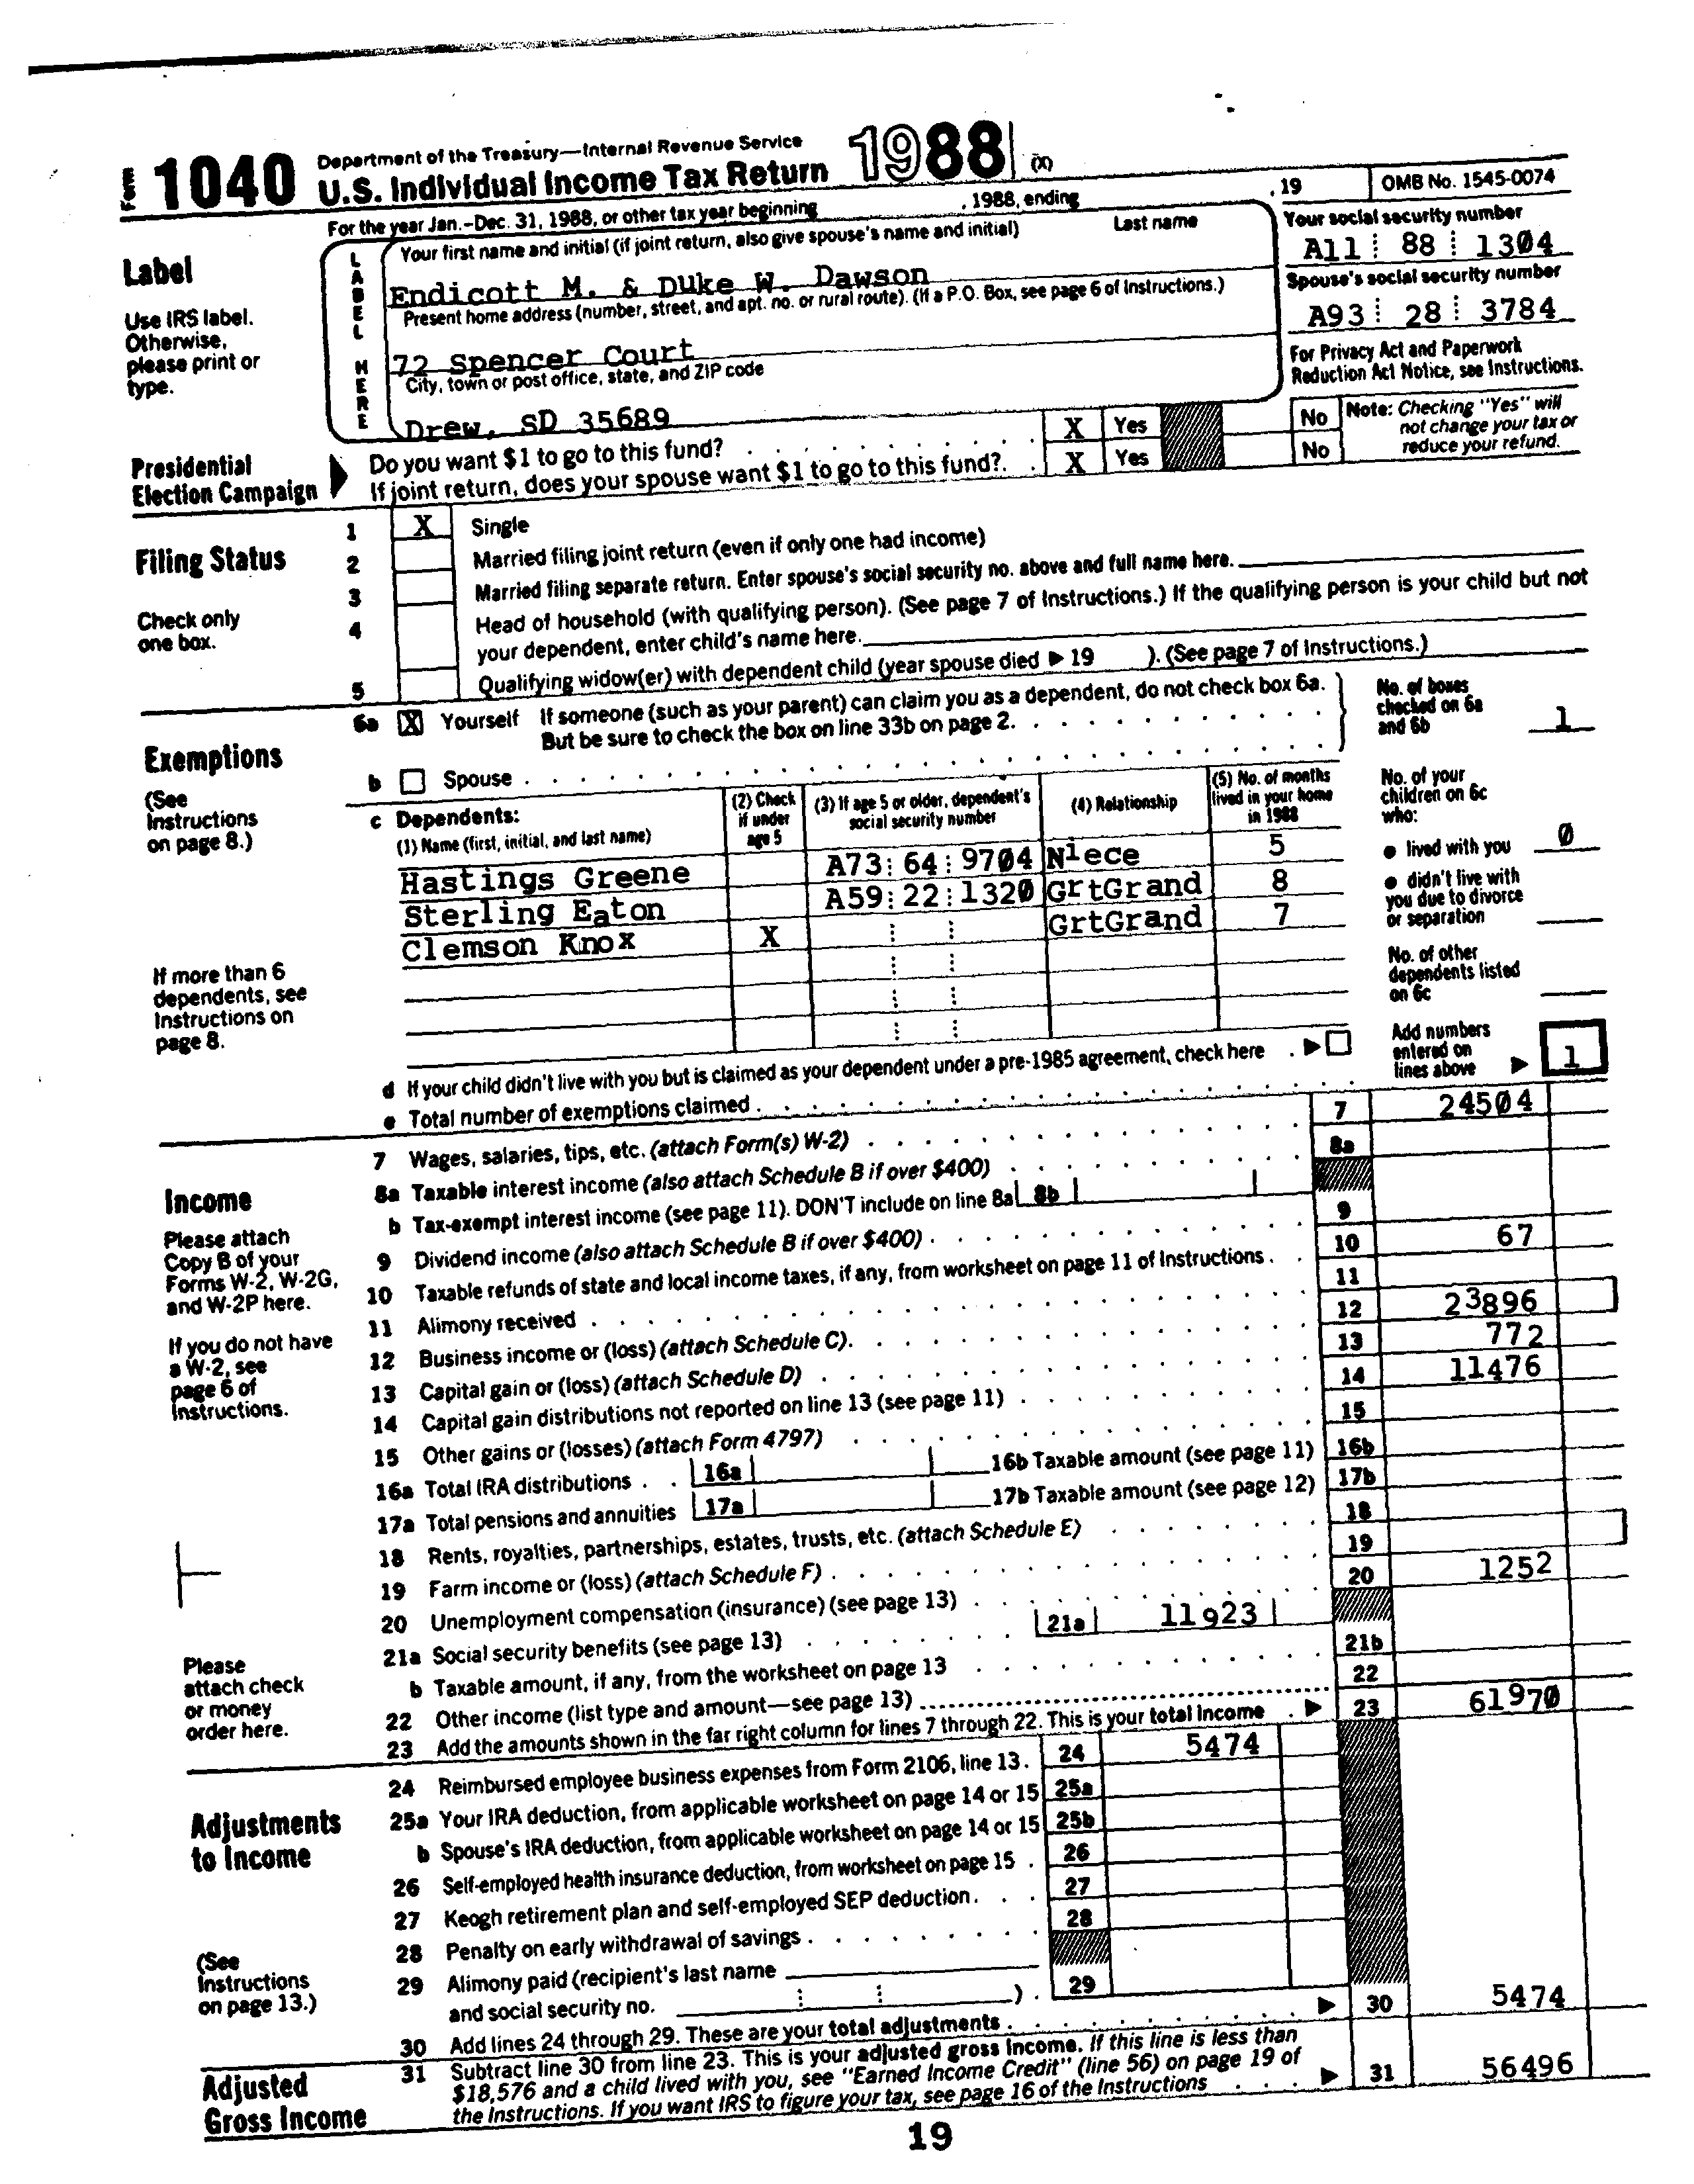 Form 1040 Department of the Treasury—Internal Revenue Service
U.S. Individual Income Tax Return 1988 (X)
For the year Jan.–Dec. 31, 1988, or other tax year beginning , 1988, ending , 19 OMB No. 1545-0074
Label
Use IRS label.
Otherwise,
please print or
type.
LABEL HERE
Your first name and initial (if joint return, also give spouse's name and initial) Last name
Endicott M. & Duke W. Dawson
Present home address (number, street, and apt. no. or rural route). (If a P.O. Box, see page 6 of Instructions.)
72 Spencer Court
City, town or post office, state, and ZIP code
Drew, SD 35689
Your social security number
A11 88 1304
Spouse's social security number
A93 28 3784
For Privacy Act and Paperwork
Reduction Act Notice, see Instructions.
Presidential
Election Campaign
Do you want $1 to go to this fund? X Yes No
If joint return, does your spouse want $1 to go to this fund? X Yes No
Note: Checking "Yes" will
not change your tax or
reduce your refund.
Filing Status
Check only
one box.
1 X Single
2 Married filing joint return (even if only one had income)
3 Married filing separate return. Enter spouse's social security no. above and full name here.
4 Head of household (with qualifying person). (See page 7 of Instructions.) If the qualifying person is your child but not
your dependent, enter child's name here.
5 Qualifying widow(er) with dependent child (year spouse died ▶ 19 ). (See page 7 of Instructions.)
Exemptions
(See
Instructions
on page 8.)
If more than 6
dependents, see
Instructions on
page 8.
6a X Yourself If someone (such as your parent) can claim you as a dependent, do not check box 6a.
But be sure to check the box on line 33b on page 2.
b Spouse
No. of boxes
checked on 6a
and 6b 1
c Dependents:
(1) Name (first, initial, and last name)
(2) Check
if under
age 5
(3) If age 5 or older, dependent's
social security number
(4) Relationship
(5) No. of months
lived in your home
in 1988
Hastings Greene A73 64 9704 Niece 5
Sterling Eaton A59 22 1320 GrtGrand 8
Clemson Knox X GrtGrand 7
No. of your
children on 6c
who:
● lived with you 0
● didn't live with
you due to divorce
or separation
No. of other
dependents listed
on 6c
d If your child didn't live with you but is claimed as your dependent under a pre-1985 agreement, check here ▶
e Total number of exemptions claimed
Add numbers
entered on
lines above ▶ 1
Income
Please attach
Copy B of your
Forms W-2, W-2G,
and W-2P here.
If you do not have
a W-2, see
page 6 of
Instructions.
Please
attach check
or money
order here.
7 Wages, salaries, tips, etc. (attach Form(s) W-2) 7 24504
8a Taxable interest income (also attach Schedule B if over $400) 8a
b Tax-exempt interest income (see page 11). DON'T include on line 8a 8b
9 Dividend income (also attach Schedule B if over $400) 9
10 Taxable refunds of state and local income taxes, if any, from worksheet on page 11 of Instructions 10 67
11 Alimony received 11
12 Business income or (loss) (attach Schedule C) 12 23896
13 Capital gain or (loss) (attach Schedule D) 13 772
14 Capital gain distributions not reported on line 13 (see page 11) 14 11476
15 Other gains or (losses) (attach Form 4797) 15
16a Total IRA distributions 16a 16b Taxable amount (see page 11) 16b
17a Total pensions and annuities 17a 17b Taxable amount (see page 12) 17b
18 Rents, royalties, partnerships, estates, trusts, etc. (attach Schedule E) 18
19 Farm income or (loss) (attach Schedule F) 19
20 Unemployment compensation (insurance) (see page 13) 20 1252
21a Social security benefits (see page 13) 21a 11923
b Taxable amount, if any, from the worksheet on page 13 21b
22 Other income (list type and amount—see page 13) 22
23 Add the amounts shown in the far right column for lines 7 through 22. This is your total income ▶ 23 61970
Adjustments
to Income
(See
Instructions
on page 13.)
24 Reimbursed employee business expenses from Form 2106, line 13. 24 5474
25a Your IRA deduction, from applicable worksheet on page 14 or 15 25a
b Spouse's IRA deduction, from applicable worksheet on page 14 or 15 25b
26 Self-employed health insurance deduction, from worksheet on page 15 26
27 Keogh retirement plan and self-employed SEP deduction 27
28 Penalty on early withdrawal of savings 28
29 Alimony paid (recipient's last name
and social security no. ). 29
30 Add lines 24 through 29. These are your total adjustments ▶ 30 5474
Adjusted
Gross Income
31 Subtract line 30 from line 23. This is your adjusted gross income. If this line is less than
$18,576 and a child lived with you, see "Earned Income Credit" (line 56) on page 19 of
the Instructions. If you want IRS to figure your tax, see page 16 of the Instructions ▶ 31 56496
19